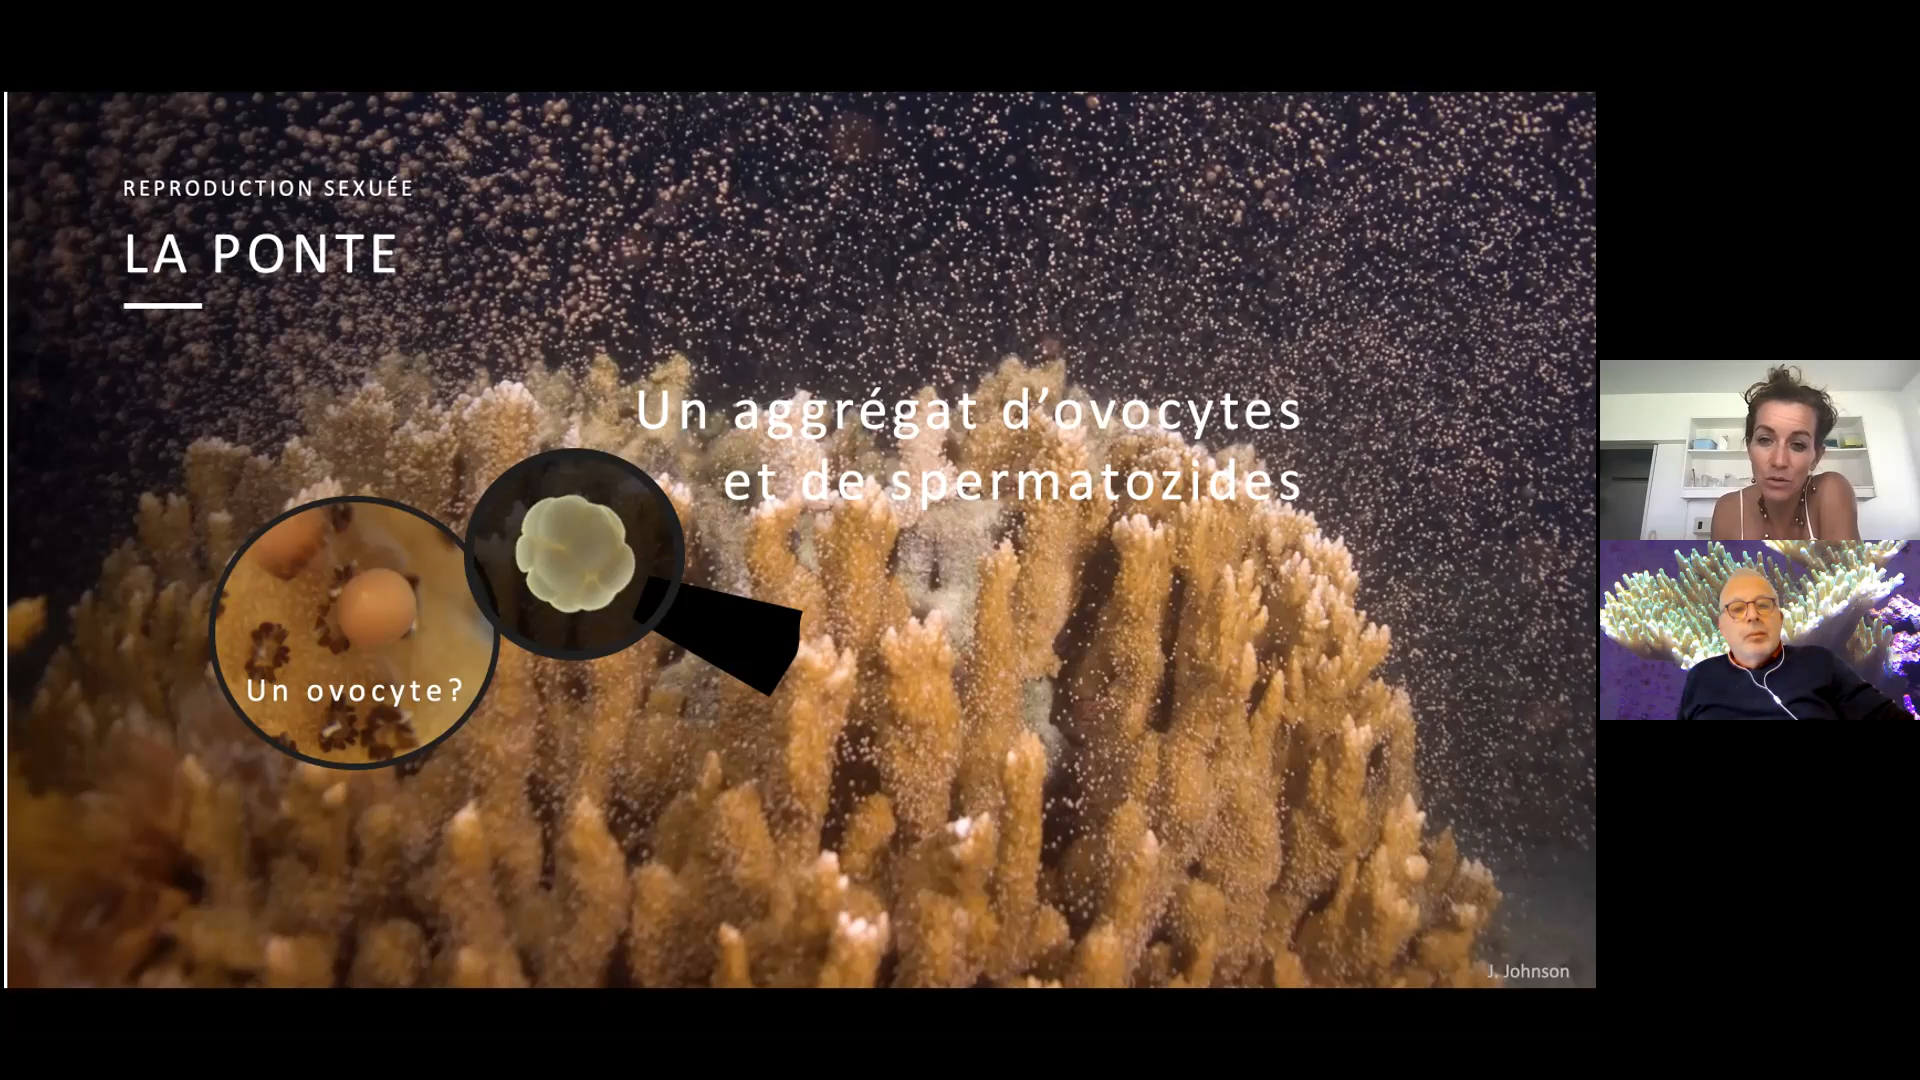 REPRODUCTION SEXUÉE
LA PONTE
Un aggrégat d’ovocytes
et de spermatozides
Un ovocyte?
J. Johnson